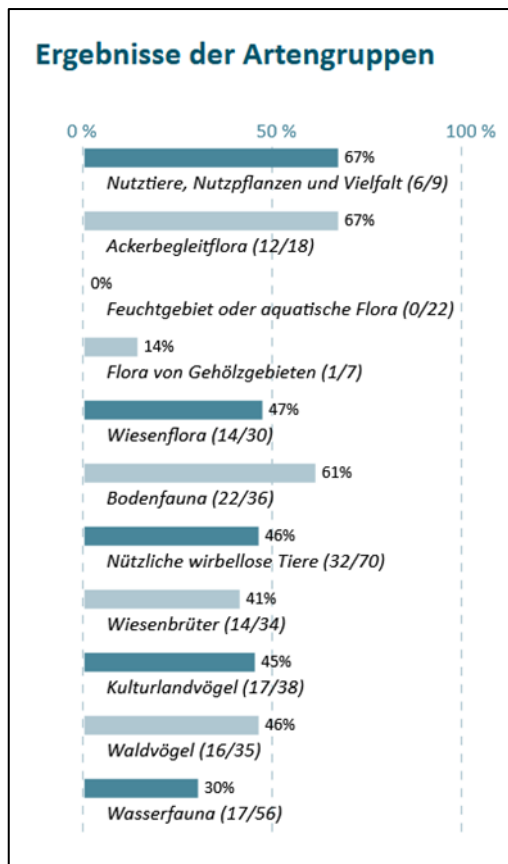 Ergebnisse der Artengruppen
0 % 50 % 100 %
67%
Nutztiere, Nutzpflanzen und Vielfalt (6/9)
67%
Ackerbegleitflora (12/18)
0%
Feuchtgebiet oder aquatische Flora (0/22)
14%
Flora von Gehölzgebieten (1/7)
47%
Wiesenflora (14/30)
61%
Bodenfauna (22/36)
46%
Nützliche wirbellose Tiere (32/70)
41%
Wiesenbrüter (14/34)
45%
Kulturlandvögel (17/38)
46%
Waldvögel (16/35)
30%
Wasserfauna (17/56)